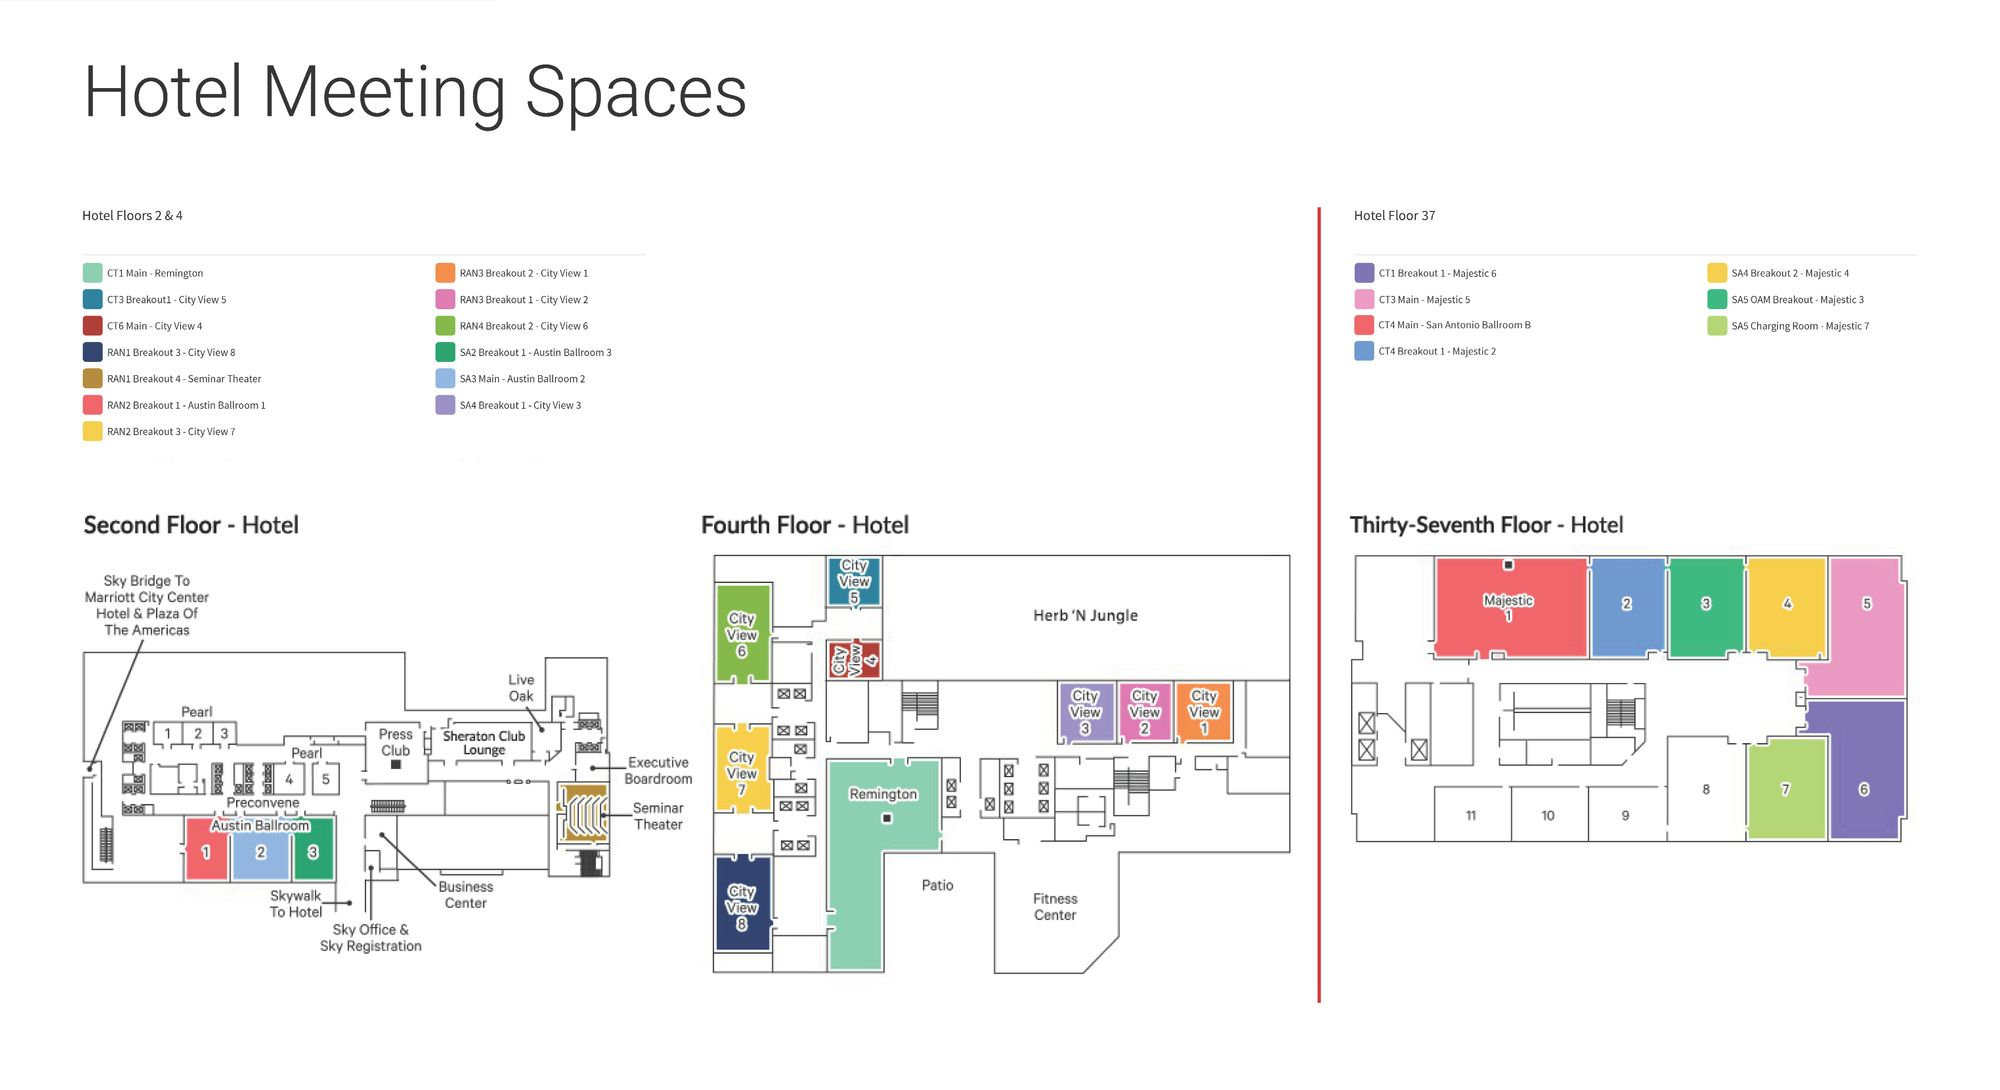 Hotel Meeting Spaces
Hotel Floors 2 & 4
CT1 Main - Remington
CT3 Breakout1 - City View 5
CT6 Main - City View 4
RAN1 Breakout 3 - City View 8
RAN1 Breakout 4 - Seminar Theater
RAN2 Breakout 1 - Austin Ballroom 1
RAN2 Breakout 3 - City View 7
RAN3 Breakout 2 - City View 1
RAN3 Breakout 1 - City View 2
RAN4 Breakout 2 - City View 6
SA2 Breakout 1 - Austin Ballroom 3
SA3 Main - Austin Ballroom 2
SA4 Breakout 1 - City View 3
Hotel Floor 37
CT1 Breakout 1 - Majestic 6
CT3 Main - Majestic 5
CT4 Main - San Antonio Ballroom B
CT4 Breakout 1 - Majestic 2
SA4 Breakout 2 - Majestic 4
SA5 OAM Breakout - Majestic 3
SA5 Charging Room - Majestic 7
Second Floor - Hotel
Sky Bridge To
Marriott City Center
Hotel & Plaza Of
The Americas
Pearl
1 2 3
Pearl
4 5
Preconvene
Austin Ballroom
1 2 3
Press
Club
Sheraton Club
Lounge
Live
Oak
Executive
Boardroom
Seminar
Theater
Business
Center
Skywalk
To Hotel
Sky Office &
Sky Registration
Fourth Floor - Hotel
City
View
5
City
View
6
City
View
4
Herb ‘N Jungle
City
View
3
City
View
2
City
View
1
City
View
7
Remington
City
View
8
Patio
Fitness
Center
Thirty-Seventh Floor - Hotel
Majestic
1
2
3
4
5
6
7
8
9
10
11